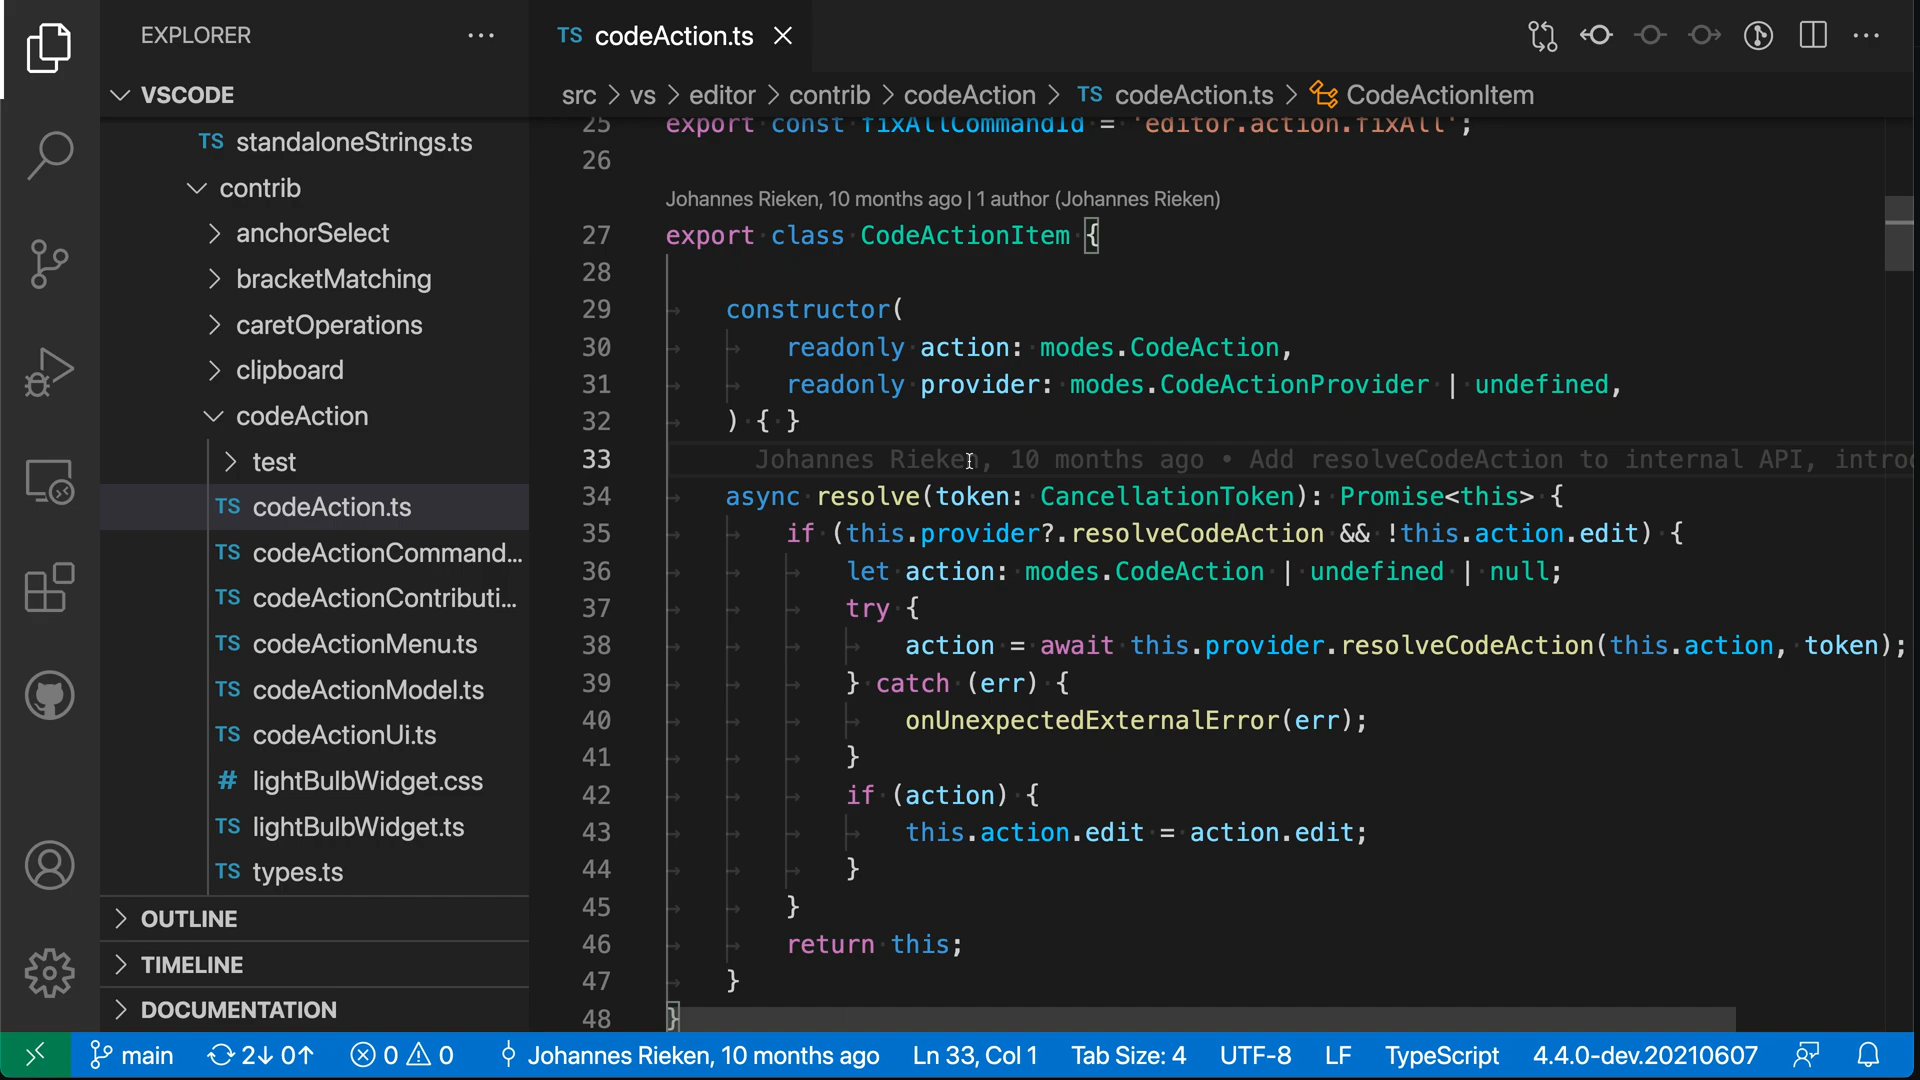 EXPLORER
VSCODE
TS standaloneStrings.ts
contrib
anchorSelect
bracketMatching
caretOperations
clipboard
codeAction
test
TS codeAction.ts
TS codeActionCommand...
TS codeActionContributi...
TS codeActionMenu.ts
TS codeActionModel.ts
TS codeActionUi.ts
# lightBulbWidget.css
TS lightBulbWidget.ts
TS types.ts
OUTLINE
TIMELINE
DOCUMENTATION
TS codeAction.ts
src > vs > editor > contrib > codeAction > TS codeAction.ts > CodeActionItem
25 export const fixAllCommandId = 'editor.action.fixAll';
26
Johannes Rieken, 10 months ago | 1 author (Johannes Rieken)
27 export class CodeActionItem {
28
29 constructor(
30 readonly action: modes.CodeAction,
31 readonly provider: modes.CodeActionProvider | undefined,
32 ) { }
33 Johannes Rieken, 10 months ago • Add resolveCodeAction to internal API, intro
34 async resolve(token: CancellationToken): Promise<this> {
35 if (this.provider?.resolveCodeAction && !this.action.edit) {
36 let action: modes.CodeAction | undefined | null;
37 try {
38 action = await this.provider.resolveCodeAction(this.action, token);
39 } catch (err) {
40 onUnexpectedExternalError(err);
41 }
42 if (action) {
43 this.action.edit = action.edit;
44 }
45 }
46 return this;
47 }
48 }
main 2↓ 0↑ 0 0 Johannes Rieken, 10 months ago Ln 33, Col 1 Tab Size: 4 UTF-8 LF TypeScript 4.4.0-dev.20210607